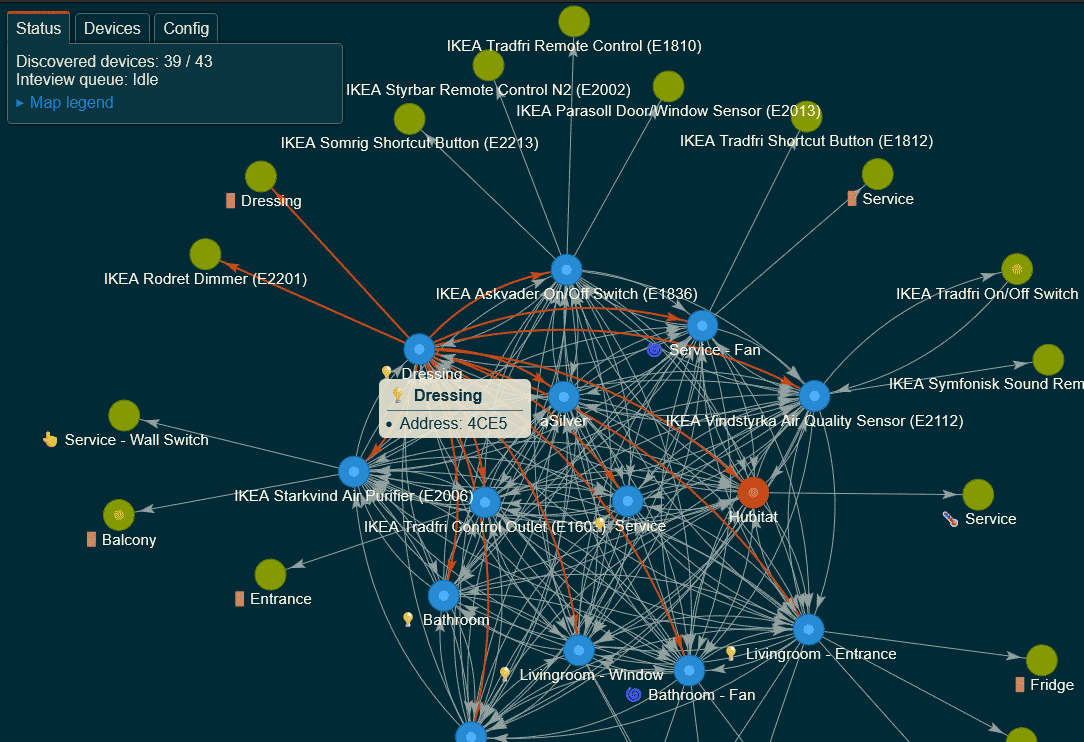 Status
Devices
Config
Discovered devices: 39 / 43
Inteview queue: Idle
Map legend
IKEA Tradfri Remote Control (E1810)
IKEA Styrbar Remote Control N2 (E2002)
IKEA Parasoll Door/Window Sensor (E2013)
IKEA Somrig Shortcut Button (E2213)
IKEA Tradfri Shortcut Button (E1812)
Dressing
Service
IKEA Rodret Dimmer (E2201)
IKEA Askvader On/Off Switch (E1836)
IKEA Tradfri On/Off Switch
Service - Fan
Dressing
IKEA Symfonisk Sound Rem
Dressing
Address: 4CE5
aSilver
IKEA Vindstyrka Air Quality Sensor (E2112)
Service - Wall Switch
IKEA Starkvind Air Purifier (E2006)
Hubitat
Service
IKEA Tradfri Control Outlet (E1603)
Service
Balcony
Entrance
Bathroom
Livingroom - Entrance
Livingroom - Window
Fridge
Bathroom - Fan